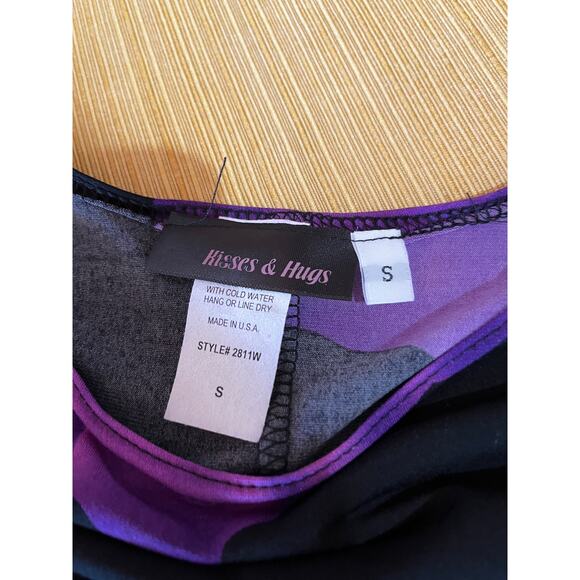 Kisses & Hugs
S
WITH COLD WATER
HANG OR LINE DRY
MADE IN U.S.A.
STYLE# 2811W
S